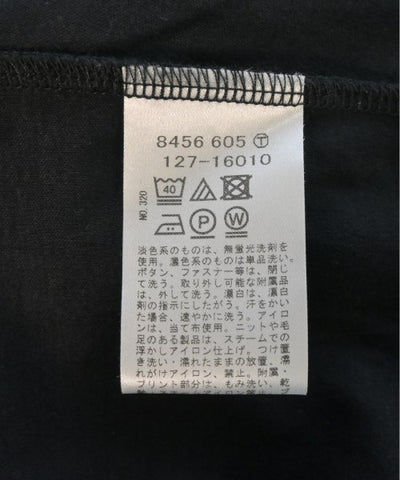 8456 605 Ⓣ
127-16010
40
P W
NO.320
淡色系のものは、無蛍光洗剤を
使用。濃色系のものは単品洗い。
ボタン、ファスナー等は、閉じ
て洗う。取り外し可能な付属品
は、外して洗う。漂白は、漂白
剤の指示にしたがう。汗をかい
た場合、速やかに洗う。アイロ
ンは、当て布使用。ニットや毛
足のある製品は、スチームでの
浮かしアイロン仕上げ。つけ置
き洗い・濡れたままの放置、濡
れがけアイロン、禁止。附属・
プリント部分は、もみ洗い、乾